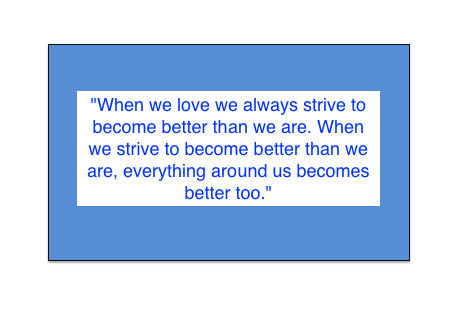 "When we love we always strive to
become better than we are. When
we strive to become better than we
are, everything around us becomes
better too."